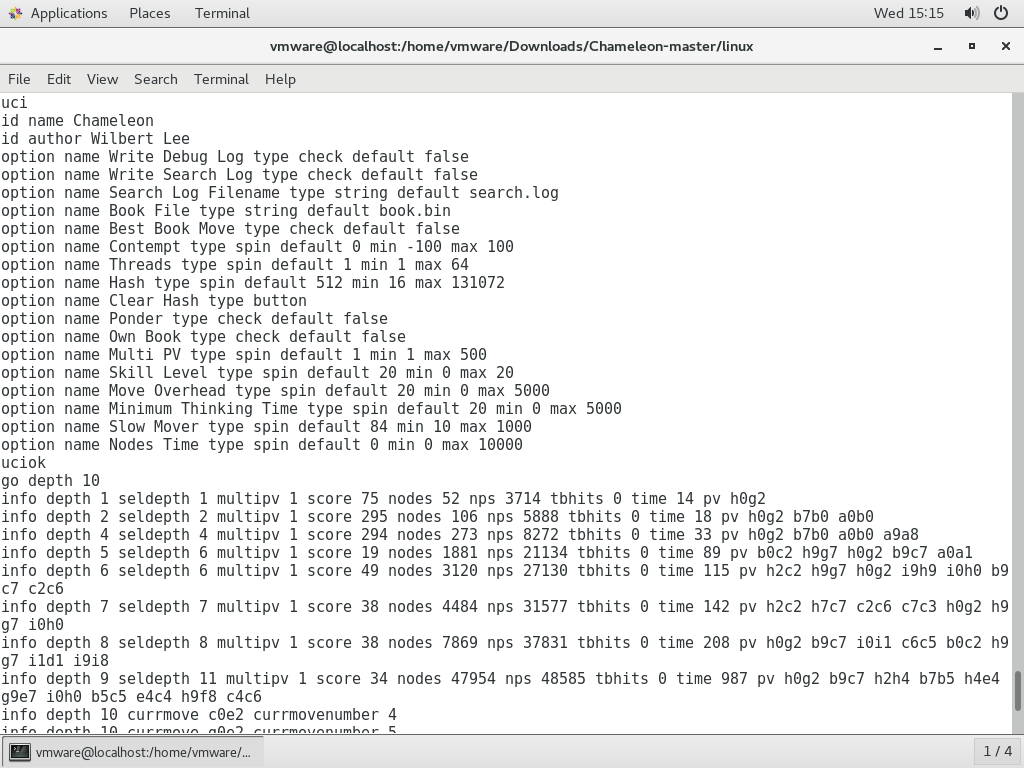 Applications Places Terminal Wed 15:15
vmware@localhost:/home/vmware/Downloads/Chameleon-master/linux
File Edit View Search Terminal Help
uci
id name Chameleon
id author Wilbert Lee
option name Write Debug Log type check default false
option name Write Search Log type check default false
option name Search Log Filename type string default search.log
option name Book File type string default book.bin
option name Best Book Move type check default false
option name Contempt type spin default 0 min -100 max 100
option name Threads type spin default 1 min 1 max 64
option name Hash type spin default 512 min 16 max 131072
option name Clear Hash type button
option name Ponder type check default false
option name Own Book type check default false
option name Multi PV type spin default 1 min 1 max 500
option name Skill Level type spin default 20 min 0 max 20
option name Move Overhead type spin default 20 min 0 max 5000
option name Minimum Thinking Time type spin default 20 min 0 max 5000
option name Slow Mover type spin default 84 min 10 max 1000
option name Nodes Time type spin default 0 min 0 max 10000
uciok
go depth 10
info depth 1 seldepth 1 multipv 1 score 75 nodes 52 nps 3714 tbhits 0 time 14 pv h0g2
info depth 2 seldepth 2 multipv 1 score 295 nodes 106 nps 5888 tbhits 0 time 18 pv h0g2 b7b0 a0b0
info depth 4 seldepth 4 multipv 1 score 294 nodes 273 nps 8272 tbhits 0 time 33 pv h0g2 b7b0 a0b0 a9a8
info depth 5 seldepth 6 multipv 1 score 19 nodes 1881 nps 21134 tbhits 0 time 89 pv b0c2 h9g7 h0g2 b9c7 a0a1
info depth 6 seldepth 6 multipv 1 score 49 nodes 3120 nps 27130 tbhits 0 time 115 pv h2c2 h9g7 h0g2 i9h9 i0h0 b9
c7 c2c6
info depth 7 seldepth 7 multipv 1 score 38 nodes 4484 nps 31577 tbhits 0 time 142 pv h2c2 h7c7 c2c6 c7c3 h0g2 h9
g7 i0h0
info depth 8 seldepth 8 multipv 1 score 38 nodes 7869 nps 37831 tbhits 0 time 208 pv h0g2 b9c7 i0i1 c6c5 b0c2 h9
g7 i1d1 i9i8
info depth 9 seldepth 11 multipv 1 score 34 nodes 47954 nps 48585 tbhits 0 time 987 pv h0g2 b9c7 h2h4 b7b5 h4e4
g9e7 i0h0 b5c5 e4c4 h9f8 c4c6
info depth 10 currmove c0e2 currmovenumber 4
info depth 10 currmove g0e2 currmovenumber 5
vmware@localhost:/home/vmware/... 1 / 4